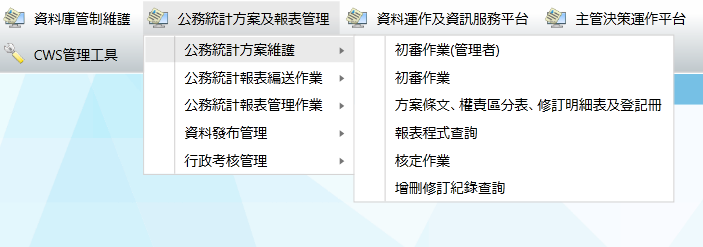 資料庫管制維護
公務統計方案及報表管理
資料運作及資訊服務平台
主管決策運作平台
CWS管理工具
公務統計方案維護
公務統計報表編送作業
公務統計報表管理作業
資料發布管理
行政考核管理
初審作業(管理者)
初審作業
方案條文、權責區分表、修訂明細表及登記冊
報表程式查詢
核定作業
增刪修訂紀錄查詢